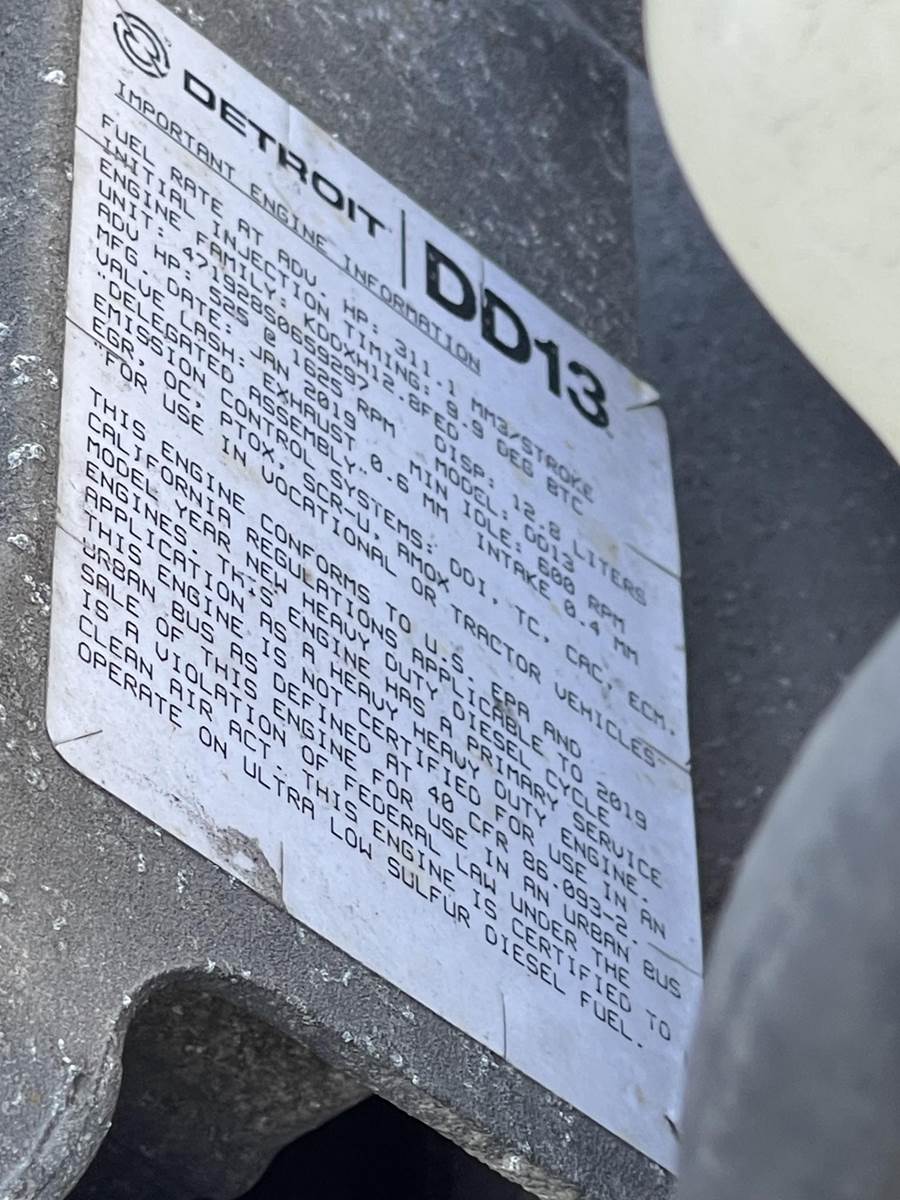 DETROIT | DD13
IMPORTANT ENGINE INFORMATION
FUEL RATE AT ADV. HP: 311.1 MM3/STROKE
INITIAL INJECTION TIMING: 9.9 DEG BTC
ENGINE FAMILY: KDDXH12.8FED DISP: 12.8 LITERS
UNIT: 471928S0659297 MODEL: DD13
ADV HP: 525 @ 1625 RPM MIN IDLE: 600 RPM
MFG. DATE: JAN 2019
VALVE LASH: EXHAUST 0.6 MM INTAKE 0.4 MM
"DELEGATED ASSEMBLY"
EMISSION CONTROL SYSTEMS: DDI, TC, CAC, ECM,
EGR, OC, PTOX, SCR-U, AMOX
"FOR USE IN VOCATIONAL OR TRACTOR VEHICLES"
THIS ENGINE CONFORMS TO U.S. EPA AND
CALIFORNIA REGULATIONS APPLICABLE TO 2019
MODEL YEAR NEW HEAVY DUTY DIESEL CYCLE
ENGINES. THIS ENGINE HAS A PRIMARY SERVICE
APPLICATION AS A HEAVY HEAVY DUTY ENGINE.
THIS ENGINE IS NOT CERTIFIED FOR USE IN AN
URBAN BUS AS DEFINED AT 40 CFR 86.093-2.
SALE OF THIS ENGINE FOR USE IN AN URBAN BUS
IS A VIOLATION OF FEDERAL LAW UNDER THE
CLEAN AIR ACT. THIS ENGINE IS CERTIFIED TO
OPERATE ON ULTRA LOW SULFUR DIESEL FUEL.